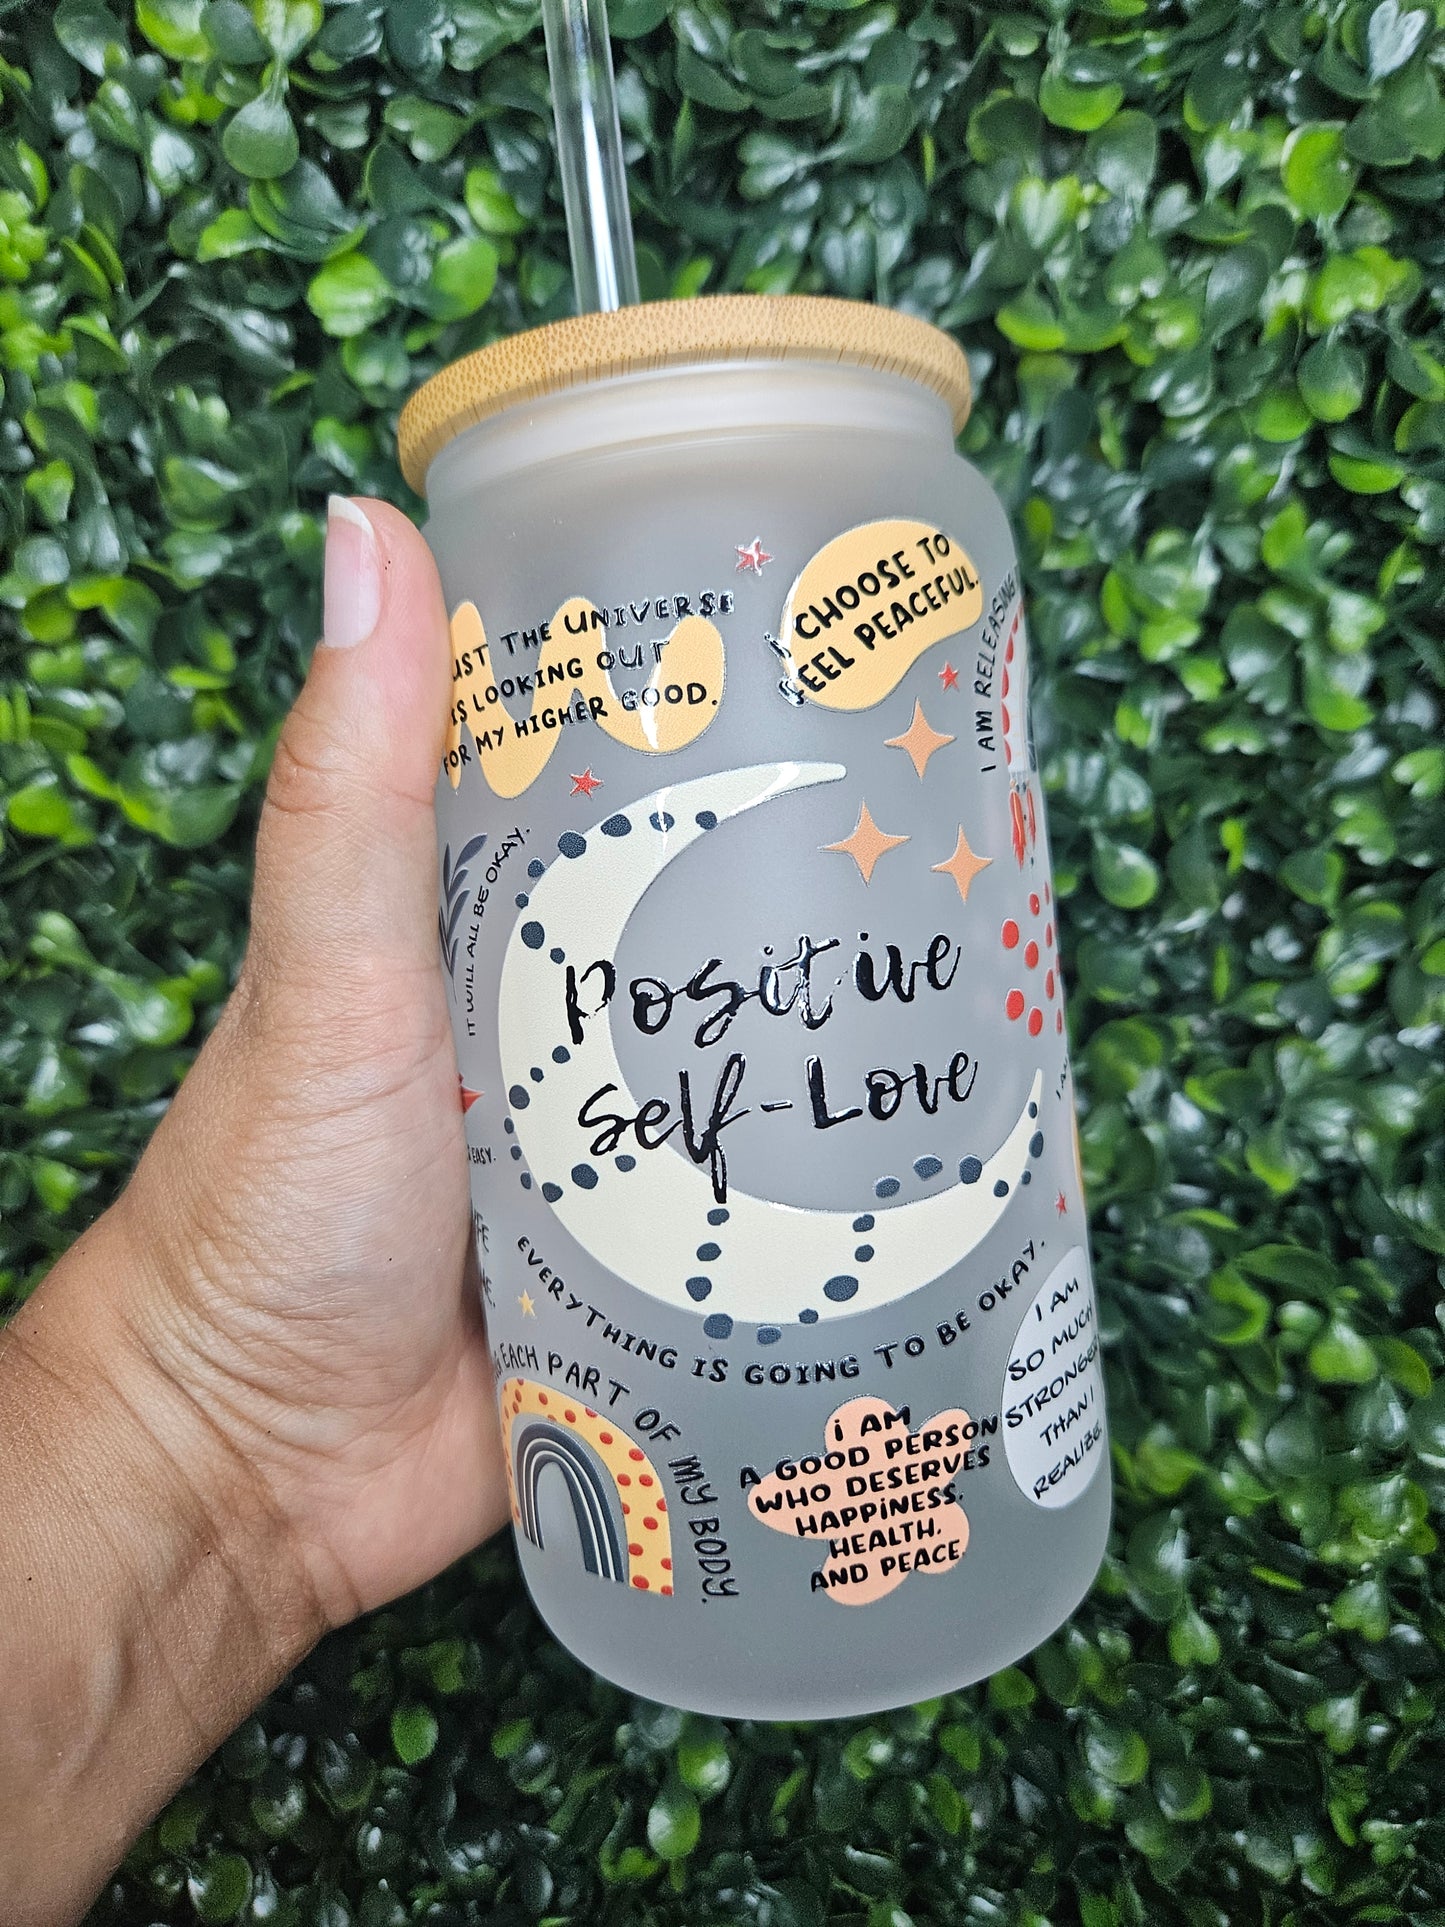 THE UNIVERSE
IS LOOKING OUT
FOR MY HIGHER GOOD.
I CHOOSE TO
FEEL PEACEFUL.
I AM RELEASING
IT WILL ALL BE OKAY.
Positive
Self-Love
EASY.
EVERYTHING IS GOING TO BE OKAY.
EACH PART OF MY BODY.
I AM
A GOOD PERSON
WHO DESERVES
HAPPINESS,
HEALTH,
AND PEACE.
I AM
SO MUCH
STRONGER
THAN I
REALIZE.